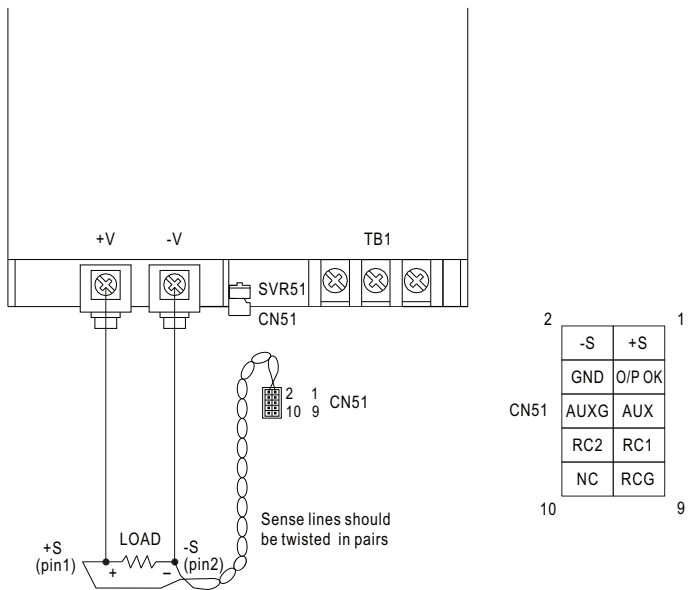 +V -V TB1
SVR51
CN51
2 1
10 9
CN51
Sense lines should
be twisted in pairs
+S
(pin1)
LOAD
-S
(pin2)
+ –
2 1
-S +S
GND O/P OK
CN51
AUXG AUX
RC2 RC1
NC RCG
10 9